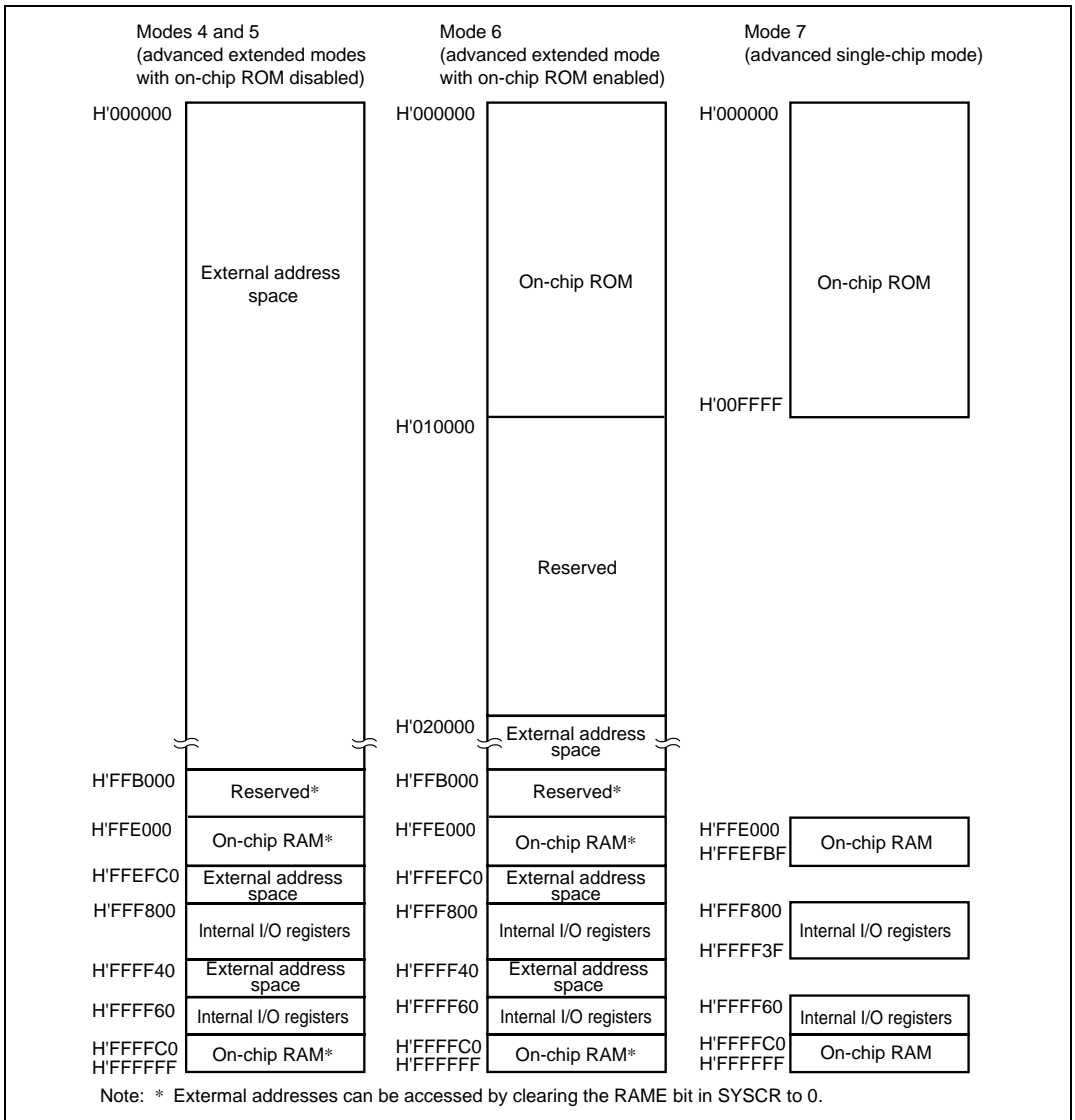 Modes 4 and 5
(advanced extended modes
with on-chip ROM disabled)
H'000000
External address
space
H'FFB000
Reserved*
H'FFE000
On-chip RAM*
H'FFEFC0
External address
space
H'FFF800
Internal I/O registers
H'FFFF40
External address
space
H'FFFF60
Internal I/O registers
H'FFFFC0
On-chip RAM*
H'FFFFFF
Mode 6
(advanced extended mode
with on-chip ROM enabled)
H'000000
On-chip ROM
H'010000
Reserved
H'020000
External address
space
H'FFB000
Reserved*
H'FFE000
On-chip RAM*
H'FFEFC0
External address
space
H'FFF800
Internal I/O registers
H'FFFF40
External address
space
H'FFFF60
Internal I/O registers
H'FFFFC0
On-chip RAM*
H'FFFFFF
Mode 7
(advanced single-chip mode)
H'000000
On-chip ROM
H'00FFFF
H'FFE000
On-chip RAM
H'FFEFBF
H'FFF800
Internal I/O registers
H'FFFF3F
H'FFFF60
Internal I/O registers
H'FFFFC0
On-chip RAM
H'FFFFFF
Note: * External addresses can be accessed by clearing the RAME bit in SYSCR to 0.